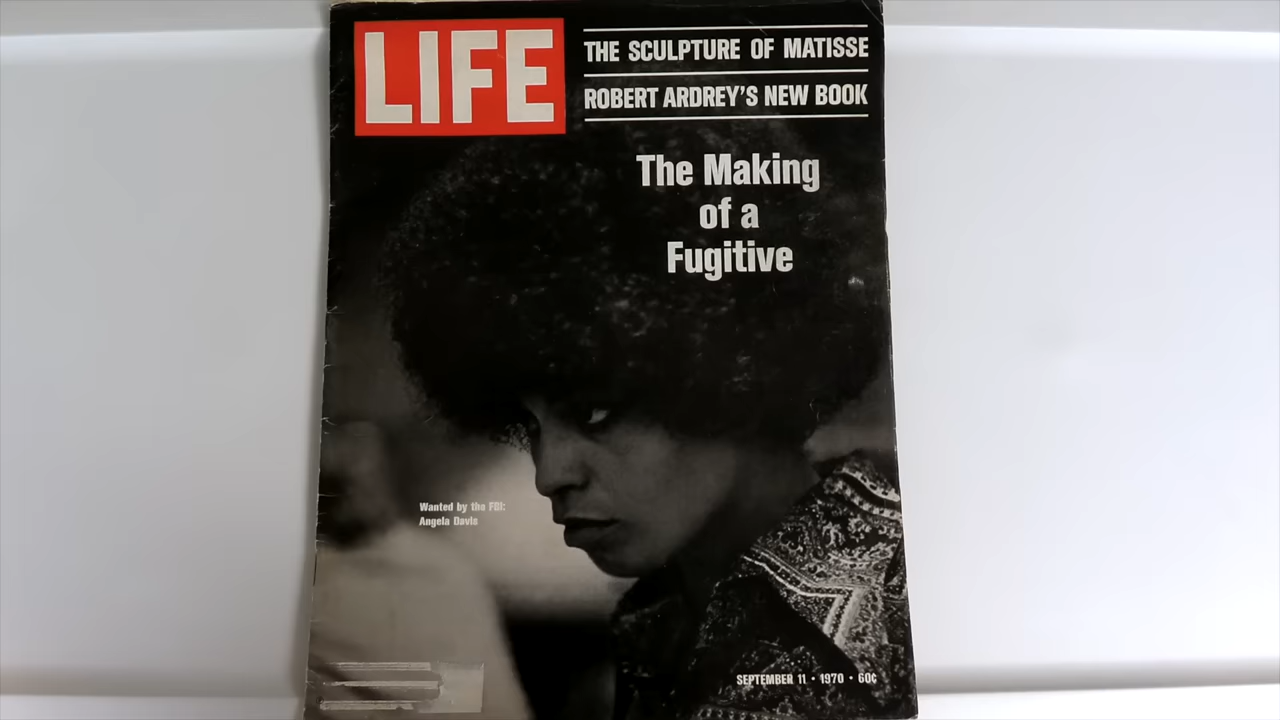 LIFE
THE SCULPTURE OF MATISSE
ROBERT ARDREY'S NEW BOOK
The Making
of a
Fugitive
Wanted by the FBI:
Angela Davis
SEPTEMBER 11 • 1970 • 60¢